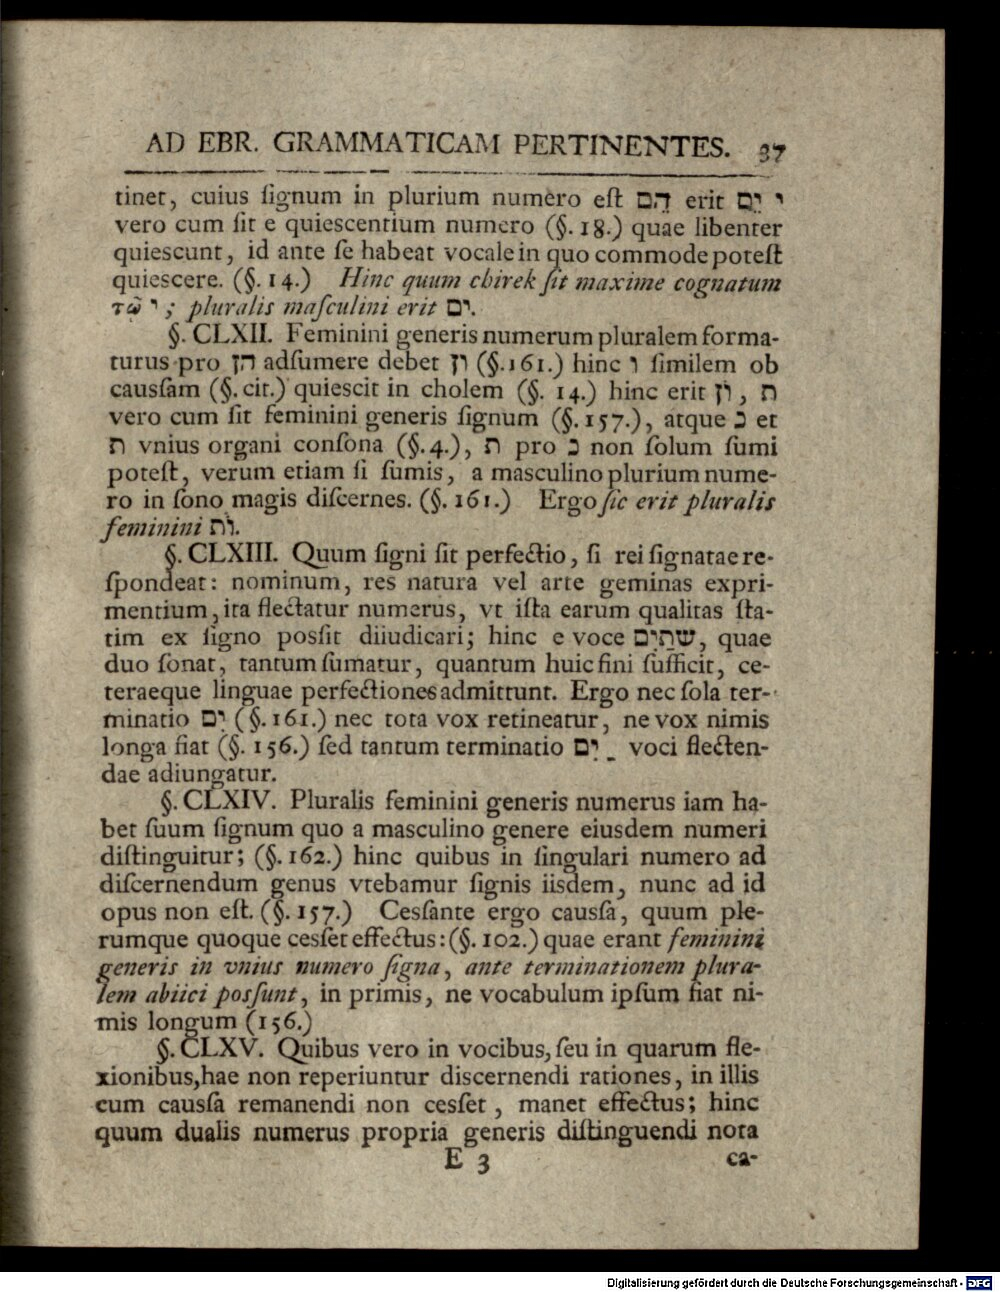 AD EBR. GRAMMATICAM PERTINENTES. 37
tinet, cuius ſignum in plurium numero eſt הֵם erit יֵם י
vero cum ſit e quieſcentium numero (§. 18.) quae libenter
quieſcunt, id ante ſe habeat vocale in quo commode poteſt
quieſcere. (§. 14.) Hinc quum chirek ſit maxime cognatum
τῶ י ; pluralis maſculini erit ים.
§. CLXII. Feminini generis numerum pluralem forma-
turus pro הן adſumere debet ון (§. 161.) hinc ו ſimilem ob
cauſſam (§. cit.) quieſcit in cholem (§. 14.) hinc erit וֹן, ת
vero cum ſit feminini generis ſignum (§. 157.), atque נ et
ת vnius organi conſona (§. 4.), ת pro נ non ſolum ſumi
poteſt, verum etiam ſi ſumis, a masculino plurium nume-
ro in ſono magis diſcernes. (§. 161.) Ergo ſic erit pluralis
feminini וֹת.
§. CLXIII. Quum ſigni ſit perfectio, ſi rei ſignatae re-
ſpondeat: nominum, res natura vel arte geminas expri-
mentium, ita flectatur numerus, vt iſta earum qualitas ſta-
tim ex ſigno possit diiudicari; hinc e voce שתים, quae
duo ſonat, tantum ſumatur, quantum huic fini ſufficit, ce-
teraeque linguae perfectiones admittunt. Ergo nec ſola ter-
minatio יִם (§. 161.) nec tota vox retineatur, ne vox nimis
longa fiat (§. 156.) ſed tantum terminatio ַ יִם voci flecten-
dae adiungatur.
§. CLXIV. Pluralis feminini generis numerus iam ha-
bet ſuum ſignum quo a masculino genere eiusdem numeri
diſtinguitur; (§. 162.) hinc quibus in ſingulari numero ad
diſcernendum genus vtebamur ſignis iisdem, nunc ad id
opus non eſt. (§. 157.) Cesſante ergo cauſſa, quum ple-
rumque quoque cesſet effectus: (§. 102.) quae erant feminini
generis in vnius numero ſigna, ante terminationem plura-
lem abiici posſunt, in primis, ne vocabulum ipſum fiat ni-
mis longum (156.)
§. CLXV. Quibus vero in vocibus, ſeu in quarum fle-
xionibus, hae non reperiuntur discernendi rationes, in illis
cum cauſſa remanendi non cesſet, manet effectus; hinc
quum dualis numerus propria generis diſtinguendi nota
E 3 ca-
Digitalisierung gefördert durch die Deutsche Forschungsgemeinschaft - DFG